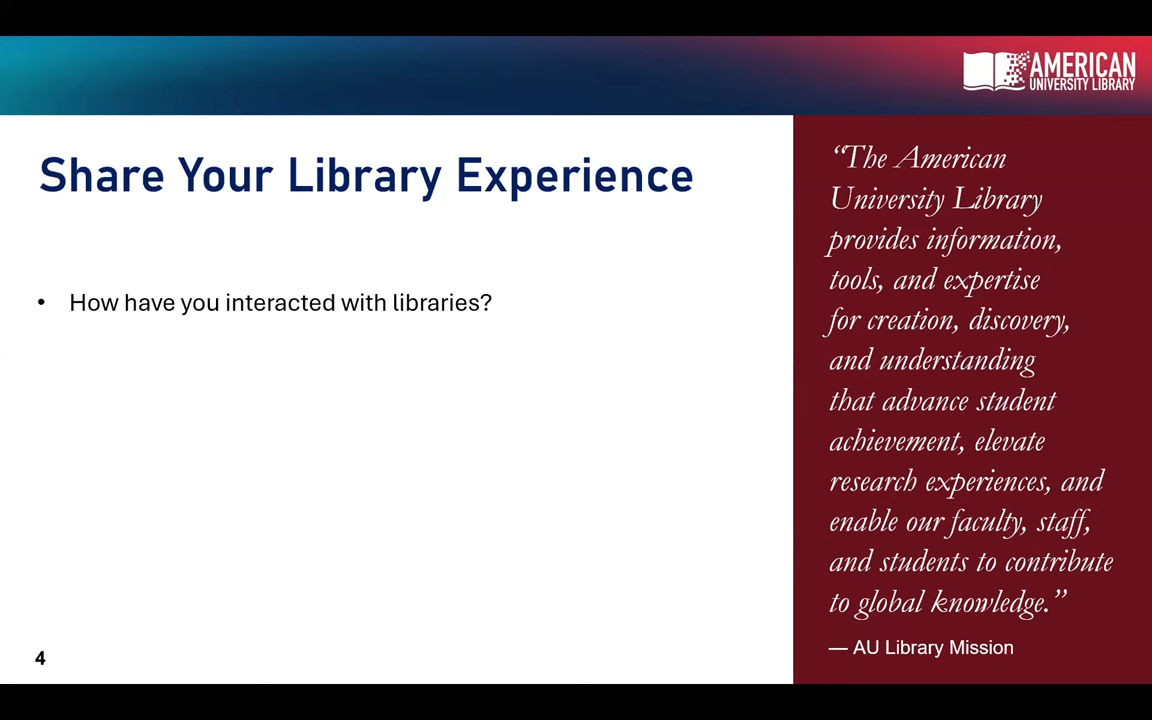 AMERICAN
UNIVERSITY LIBRARY
Share Your Library Experience
• How have you interacted with libraries?
4
“The American
University Library
provides information,
tools, and expertise
for creation, discovery,
and understanding
that advance student
achievement, elevate
research experiences, and
enable our faculty, staff,
and students to contribute
to global knowledge.”
— AU Library Mission